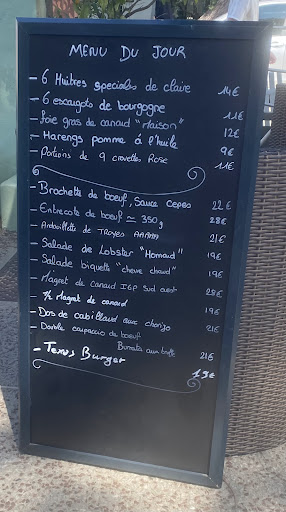 MENU DU JOUR
- 6 Huîtres speciales de claire 14€
- 6 escargots de bourgogne 11€
- Foie gras de canard "Maison" 12€
- Harengs pomme à l'huile 9€
- Portions de 9 crevettes Rose 11€
- Brochette de boeuf, Sauce Cepes 22€
- Entrecote de boeuf ≈ 350g 28€
- Andouillette de TROYES AAAAA 21€
- Salade de Lobster "Homard" 19€
- Salade biquette "chevre chaud" 19€
- Magret de canard IGP Sud ouest 28€
- ½ Magret de canard 19€
- Dos de cabillaud aux chorizo 21€
- Double carpaccio de boeuf
Burrata aux truffe 21€
- Texas Burger 19€